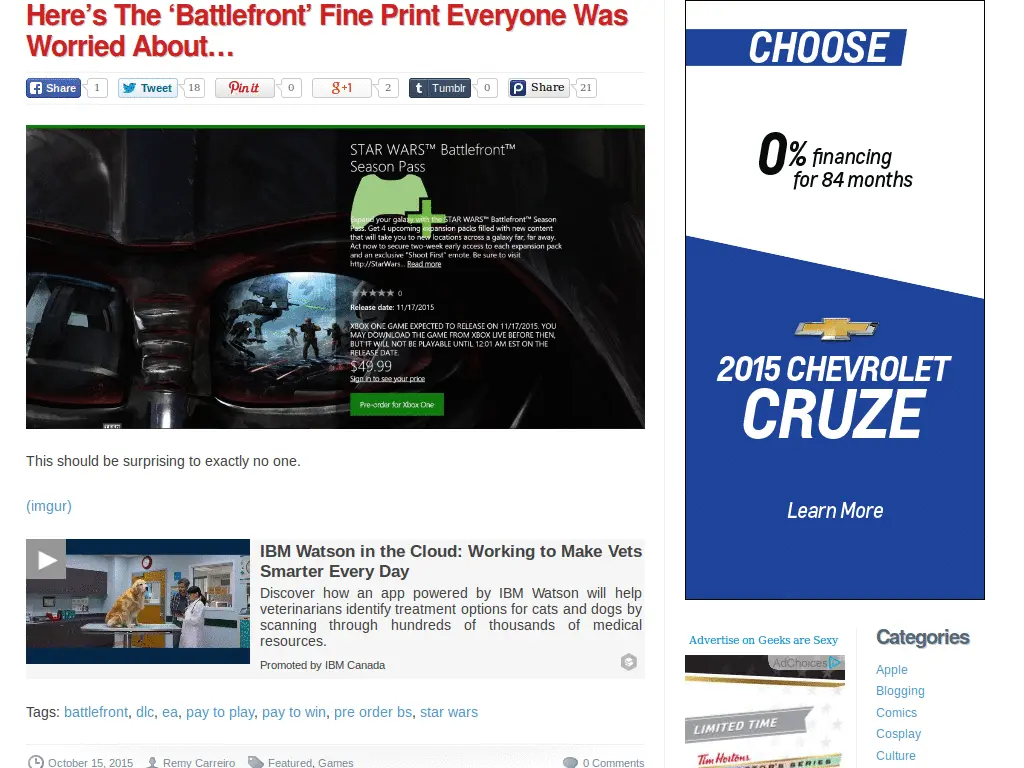 Here's The ‘Battlefront’ Fine Print Everyone Was
Worried About…
Share 1 Tweet 18 Pin it 0 g+1 2 Tumblr 0 Share 21
STAR WARS™ Battlefront™
Season Pass
Expand your galaxy with the STAR WARS™ Battlefront™ Season
Pass. Get 4 upcoming expansion packs filled with new content
that will take you to new locations across a galaxy far, far away.
Act now to secure two-week early access to each expansion pack
and an exclusive "Shoot First" emote. Be sure to visit
http://StarWars... Read more
0
Release date: 11/17/2015
XBOX ONE GAME EXPECTED TO RELEASE ON 11/17/2015. YOU
MAY DOWNLOAD THE GAME FROM XBOX LIVE BEFORE THEN,
BUT IT WILL NOT BE PLAYABLE UNTIL 12:01 AM EST ON THE
RELEASE DATE.
$49.99
Sign in to see your price
Pre-order for Xbox One
This should be surprising to exactly no one.
(imgur)
IBM Watson in the Cloud: Working to Make Vets
Smarter Every Day
Discover how an app powered by IBM Watson will help
veterinarians identify treatment options for cats and dogs by
scanning through hundreds of thousands of medical
resources.
Promoted by IBM Canada
Tags: battlefront, dlc, ea, pay to play, pay to win, pre order bs, star wars
October 15, 2015 Remy Carreiro Featured, Games 0 Comments
CHOOSE
0% financing
for 84 months
2015 CHEVROLET
CRUZE
Learn More
Advertise on Geeks are Sexy
AdChoices
LIMITED TIME
Tim Hortons
Categories
Apple
Blogging
Comics
Cosplay
Culture